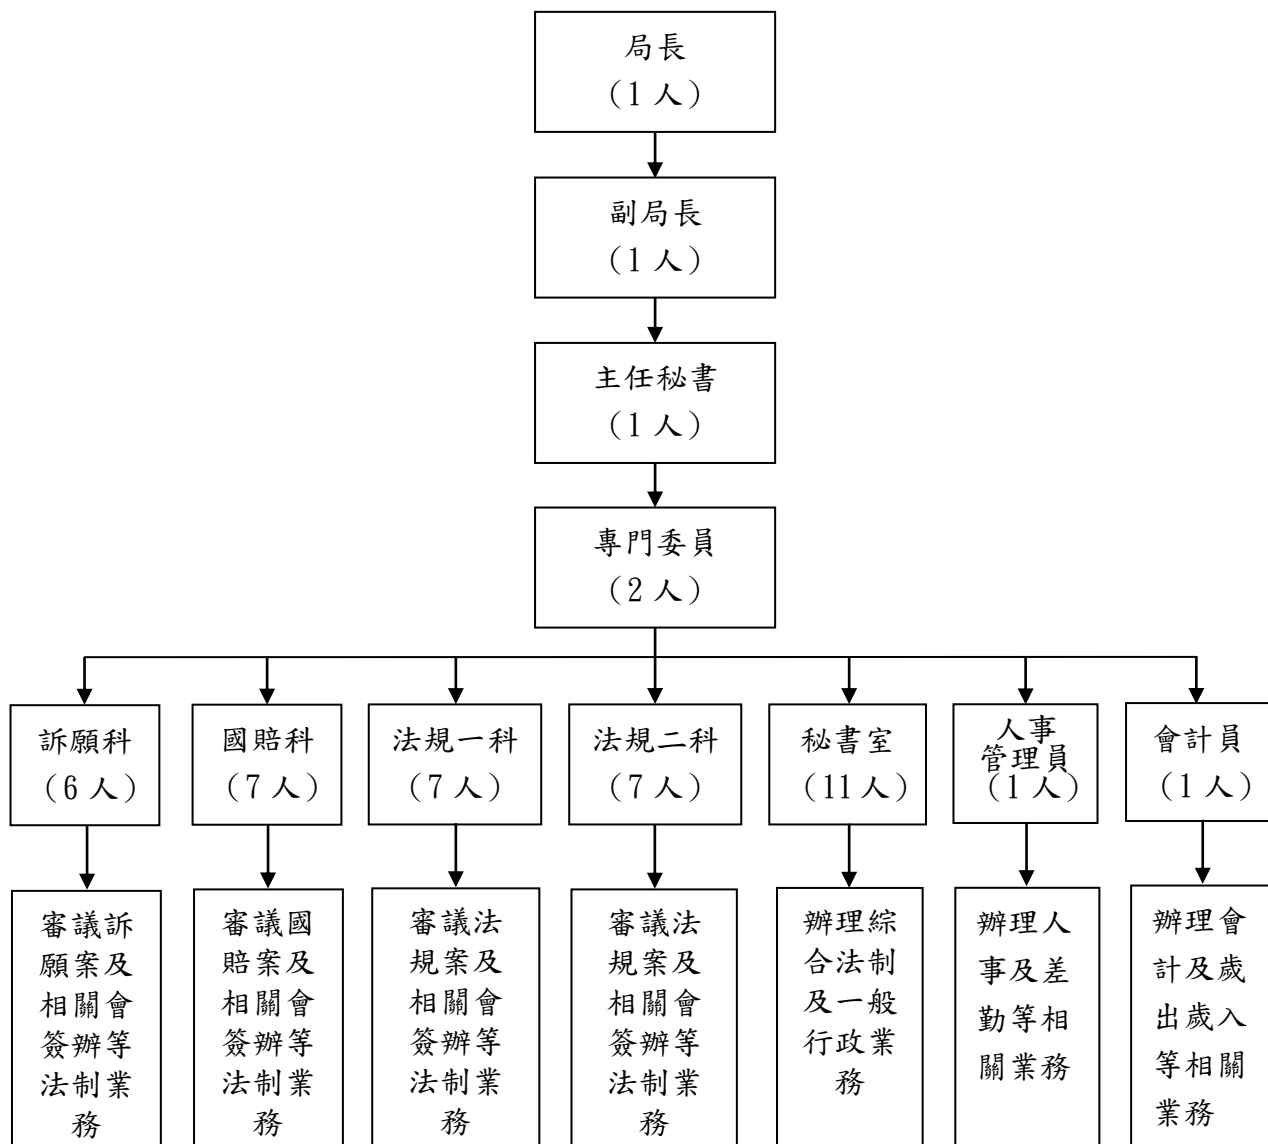 局長
(1人)
副局長
(1人)
主任秘書
(1人)
專門委員
(2人)
訴願科
(6人)
國賠科
(7人)
法規一科
(7人)
法規二科
(7人)
秘書室
(11人)
人事
管理員
(1人)
會計員
(1人)
審議訴
願案及
相關會
簽辦等
法制業
務
審議國
賠案及
相關會
簽辦等
法制業
務
審議法
規案及
相關會
簽辦等
法制業
務
審議法
規案及
相關會
簽辦等
法制業
務
辦理綜
合法制
及一般
行政業
務
辦理人
事及差
勤等相
關業務
辦理會
計及歲
出歲入
等相關
業務